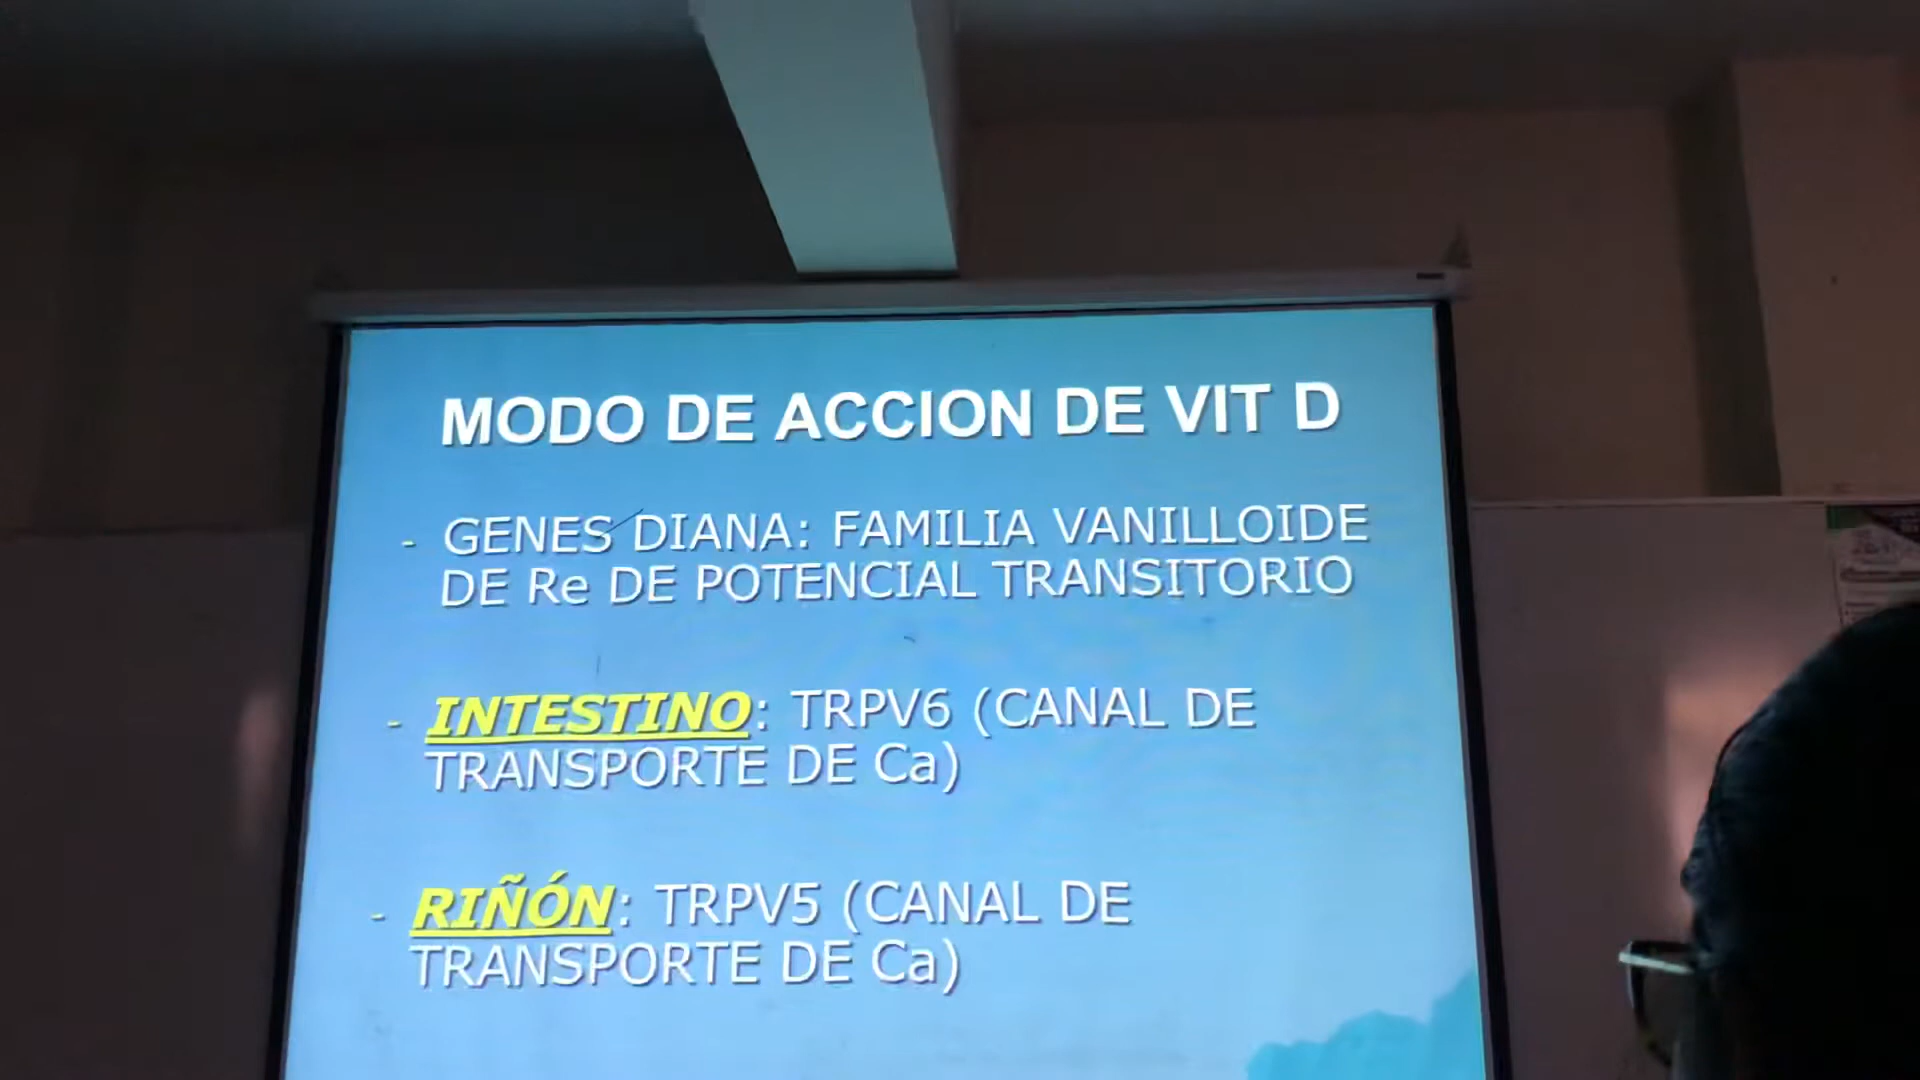 MODO DE ACCION DE VIT D
- GENES DIANA: FAMILIA VANILLOIDE
DE Re DE POTENCIAL TRANSITORIO
- INTESTINO: TRPV6 (CANAL DE
TRANSPORTE DE Ca)
- RIÑÓN: TRPV5 (CANAL DE
TRANSPORTE DE Ca)